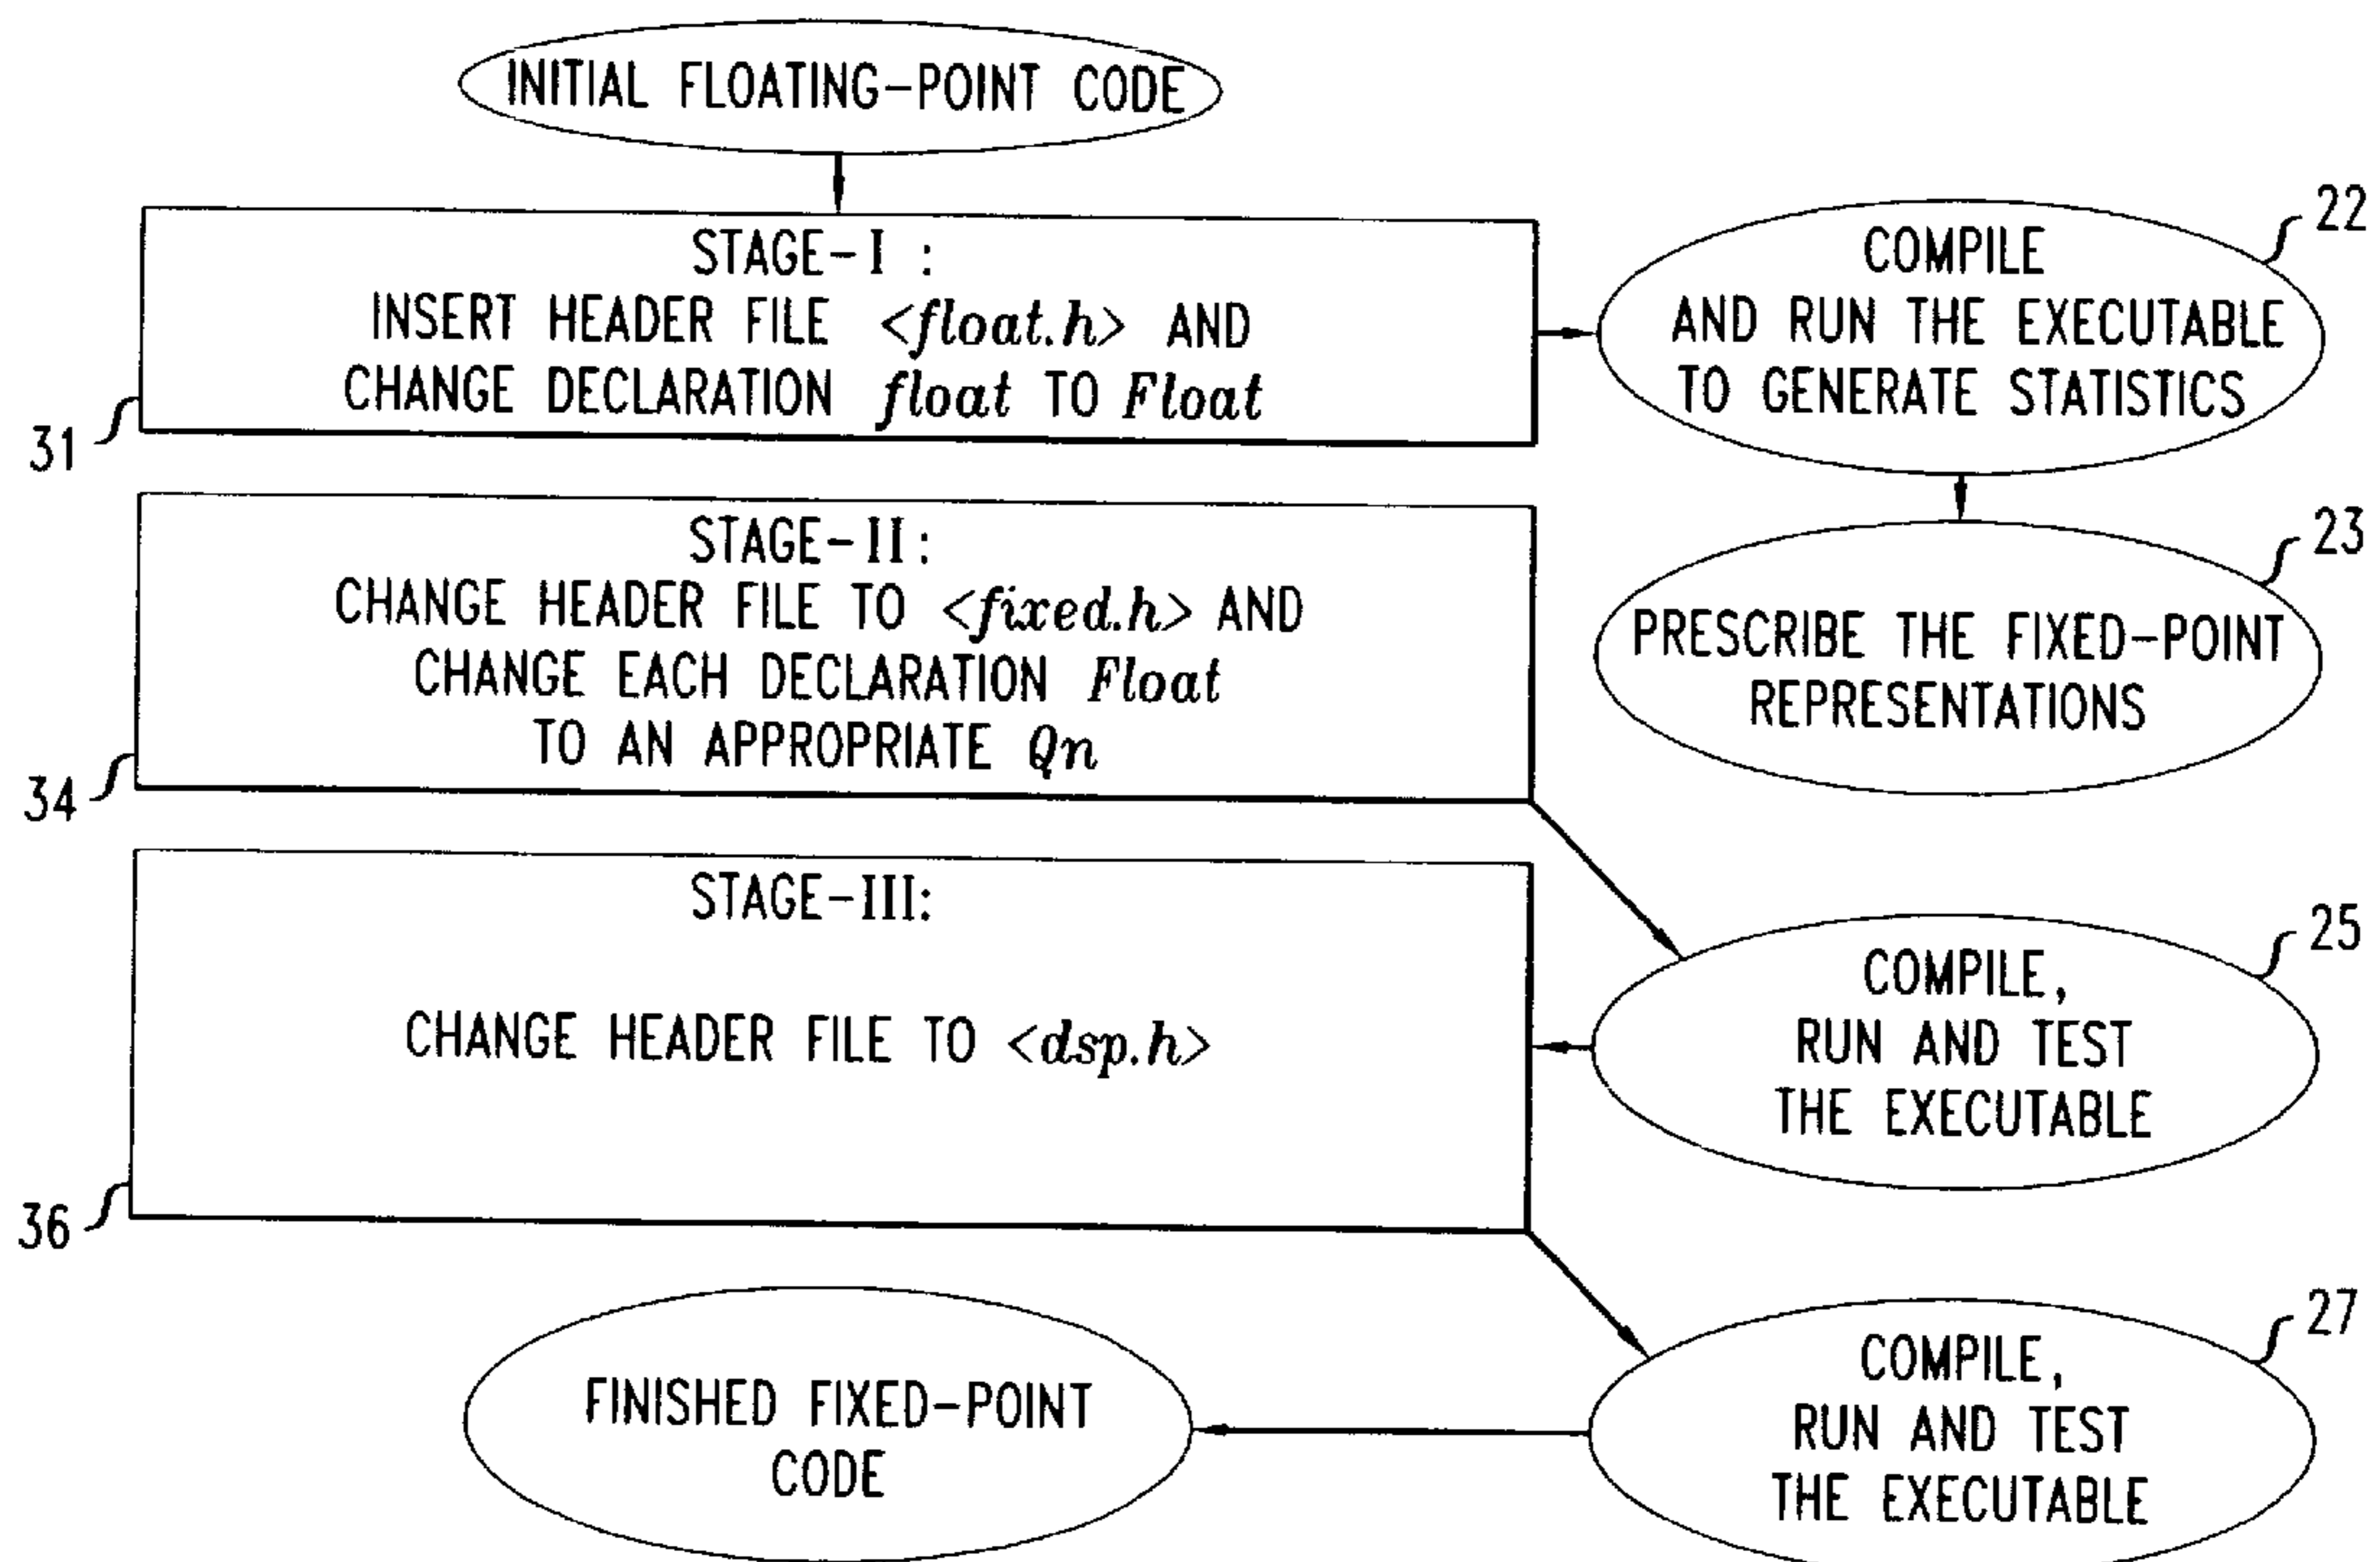 INITIAL FLOATING-POINT CODE
STAGE-I :
INSERT HEADER FILE <float.h> AND
CHANGE DECLARATION float TO Float
31
22
COMPILE
AND RUN THE EXECUTABLE
TO GENERATE STATISTICS
STAGE-II:
CHANGE HEADER FILE TO <fixed.h> AND
CHANGE EACH DECLARATION Float
TO AN APPROPRIATE Qn
34
23
PRESCRIBE THE FIXED-POINT
REPRESENTATIONS
STAGE-III:
CHANGE HEADER FILE TO <dsp.h>
36
25
COMPILE,
RUN AND TEST
THE EXECUTABLE
27
COMPILE,
RUN AND TEST
THE EXECUTABLE
FINISHED FIXED-POINT
CODE